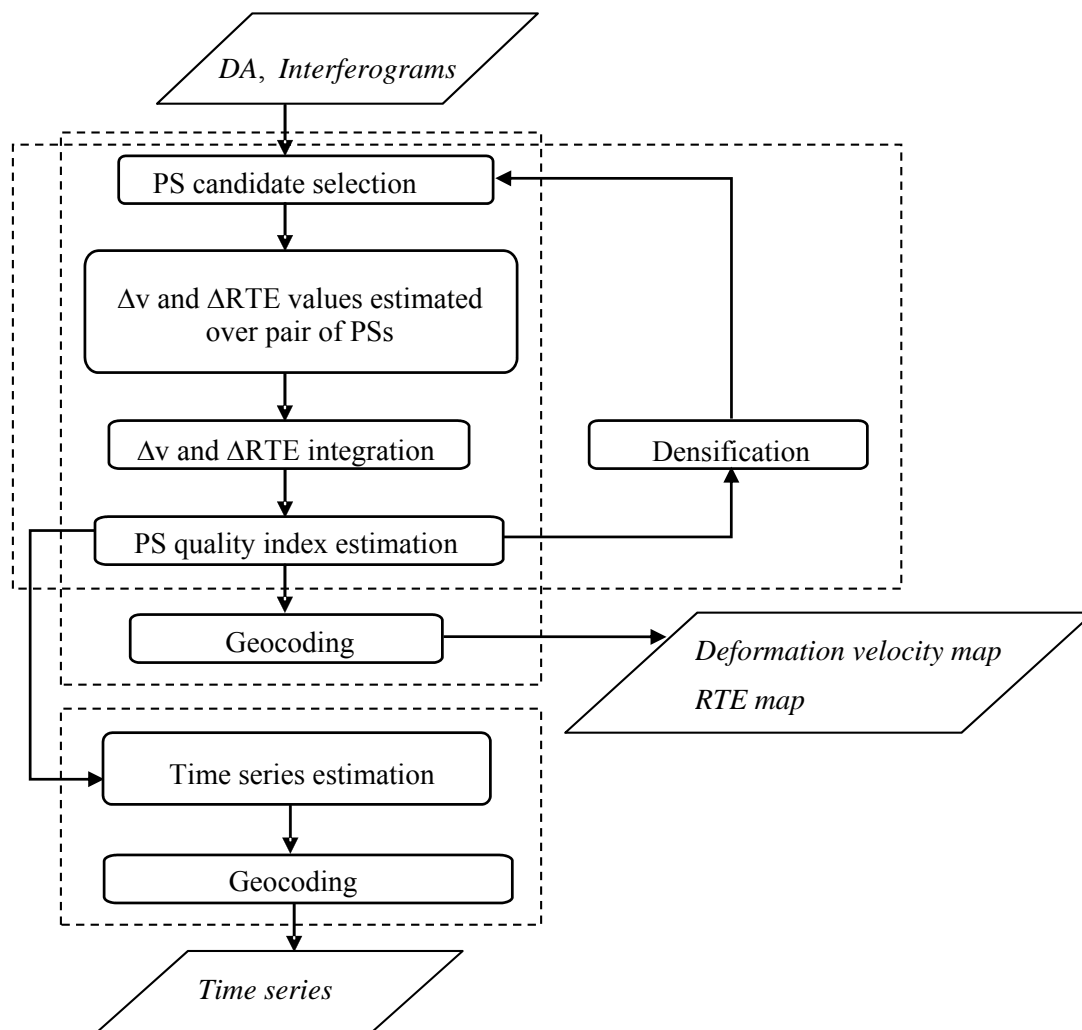 DA, Interferograms
PS candidate selection
Δv and ΔRTE values estimated
over pair of PSs
Δv and ΔRTE integration
Densification
PS quality index estimation
Geocoding
Deformation velocity map
RTE map
Time series estimation
Geocoding
Time series